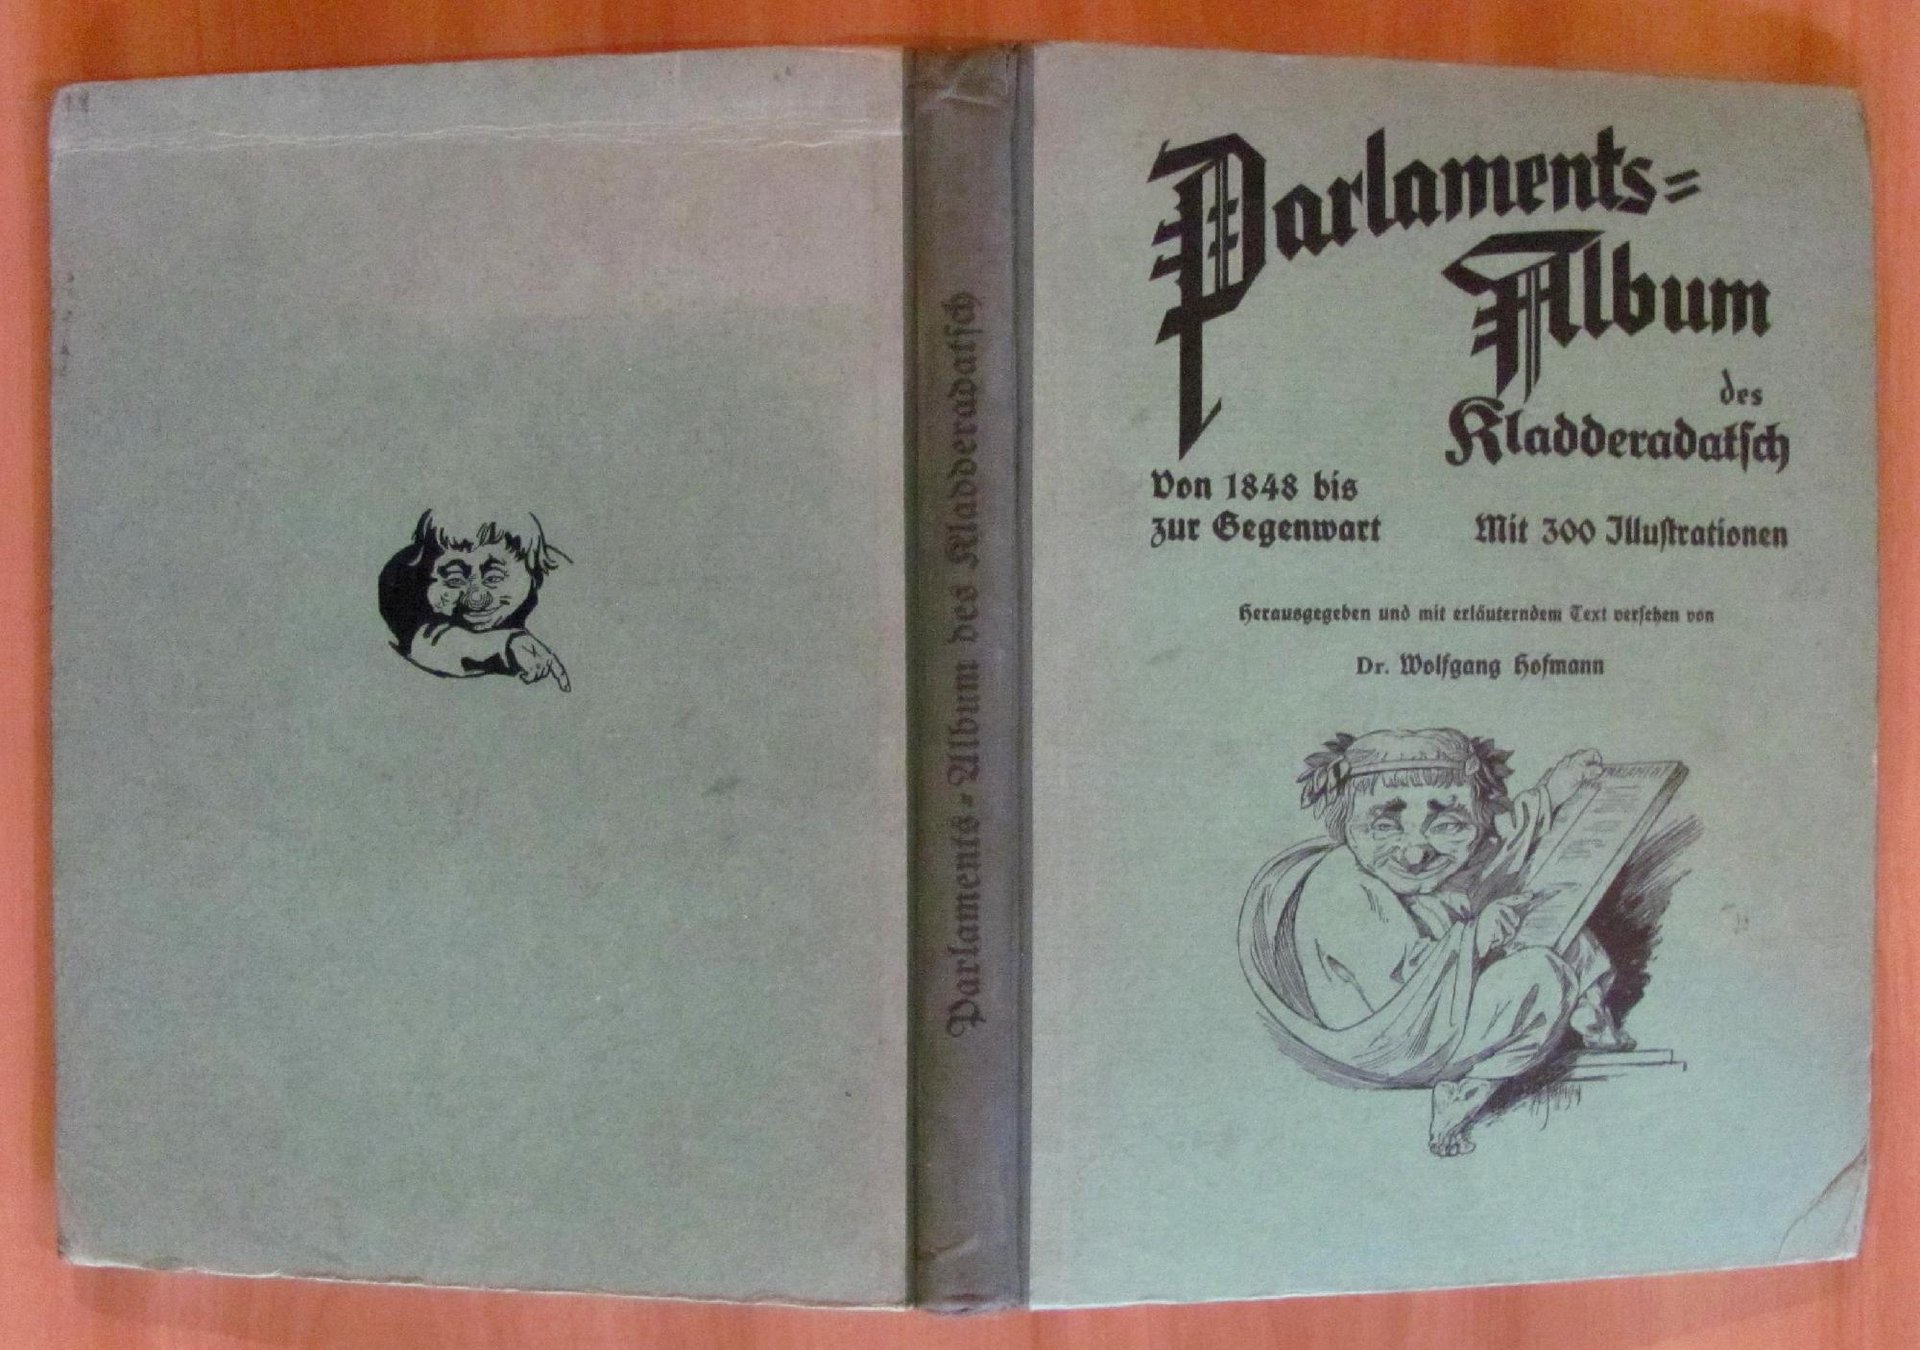 Parlaments-
Album
des
Kladderadatsch
Von 1848 bis
zur Gegenwart
Mit 300 Illustrationen
Herausgegeben und mit erläuterndem Text versehen von
Dr. Wolfgang Hofmann
Parlaments-Album des Kladderadatsch